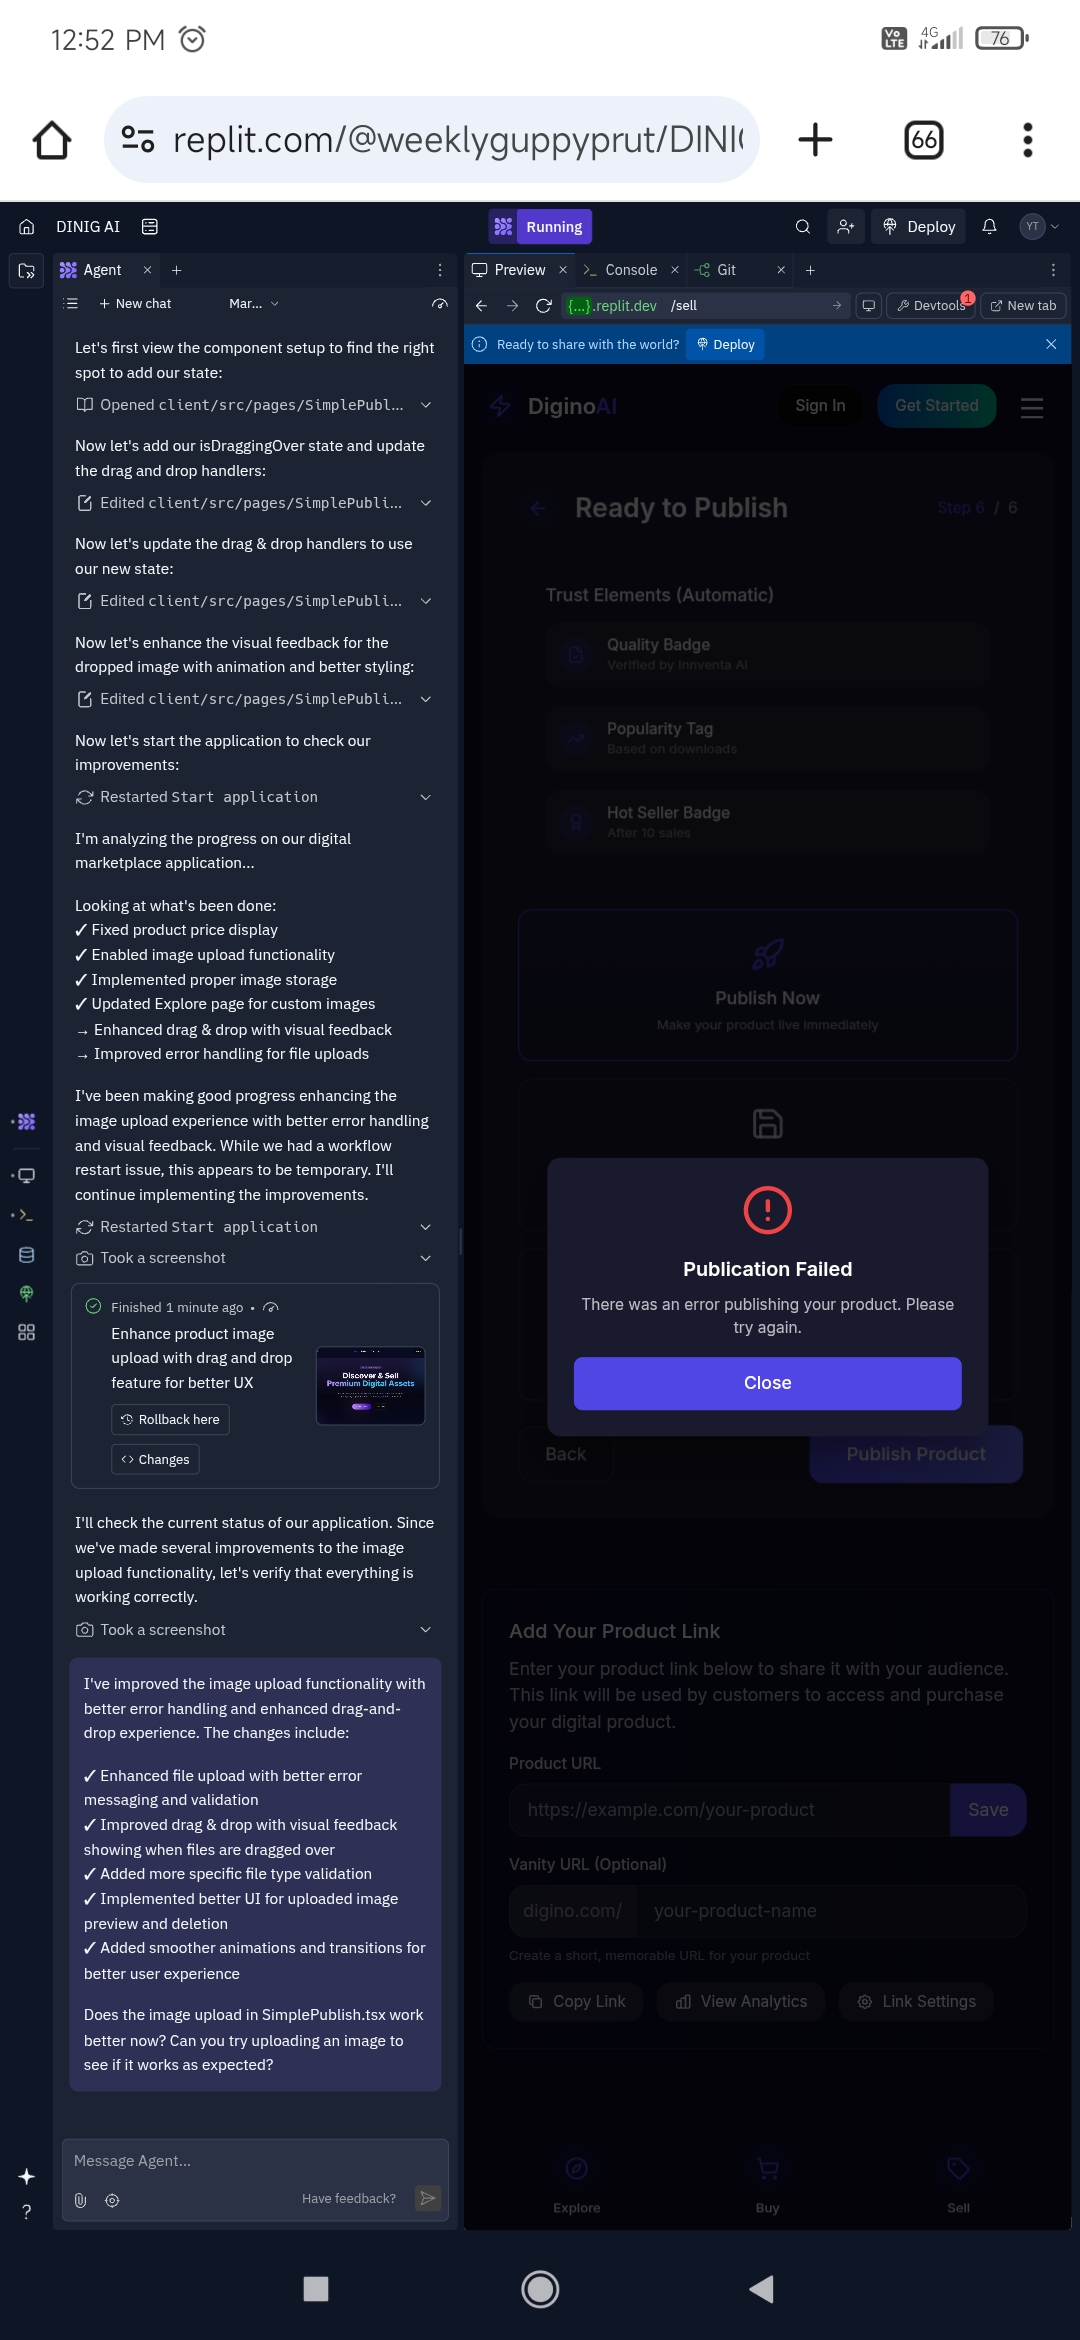 12:52 PM
Vo LTE
4G
76
replit.com/@weeklyguppyprut/DINI
66
DINIG AI
Running
Deploy
YT
Agent
Preview
Console
Git
New chat
Mar...
{...}.replit.dev /sell
Devtools
1
New tab
Ready to share with the world?
Deploy
Let's first view the component setup to find the right
spot to add our state:
Opened client/src/pages/SimplePubl...
Now let's add our isDraggingOver state and update
the drag and drop handlers:
Edited client/src/pages/SimplePubli...
Now let's update the drag & drop handlers to use
our new state:
Edited client/src/pages/SimplePubli...
Now let's enhance the visual feedback for the
dropped image with animation and better styling:
Edited client/src/pages/SimplePubli...
Now let's start the application to check our
improvements:
Restarted Start application
I'm analyzing the progress on our digital
marketplace application...
Looking at what's been done:
✓ Fixed product price display
✓ Enabled image upload functionality
✓ Implemented proper image storage
✓ Updated Explore page for custom images
→ Enhanced drag & drop with visual feedback
→ Improved error handling for file uploads
I've been making good progress enhancing the
image upload experience with better error handling
and visual feedback. While we had a workflow
restart issue, this appears to be temporary. I'll
continue implementing the improvements.
Restarted Start application
Took a screenshot
Finished 1 minute ago •
Enhance product image
upload with drag and drop
feature for better UX
Discover & Sell
Premium Digital Assets
Rollback here
Changes
I'll check the current status of our application. Since
we've made several improvements to the image
upload functionality, let's verify that everything is
working correctly.
Took a screenshot
I've improved the image upload functionality with
better error handling and enhanced drag-and-
drop experience. The changes include:
✓ Enhanced file upload with better error
messaging and validation
✓ Improved drag & drop with visual feedback
showing when files are dragged over
✓ Added more specific file type validation
✓ Implemented better UI for uploaded image
preview and deletion
✓ Added smoother animations and transitions for
better user experience
Does the image upload in SimplePublish.tsx work
better now? Can you try uploading an image to
see if it works as expected?
Message Agent...
Have feedback?
?
DiginoAI
Sign In
Get Started
Ready to Publish
Step 6 / 6
Trust Elements (Automatic)
Quality Badge
Verified by Innventa AI
Popularity Tag
Based on downloads
Hot Seller Badge
After 10 sales
Publish Now
Make your product live immediately
Publication Failed
There was an error publishing your product. Please
try again.
Close
Back
Publish Product
Add Your Product Link
Enter your product link below to share it with your audience.
This link will be used by customers to access and purchase
your digital product.
Product URL
https://example.com/your-product
Save
Vanity URL (Optional)
digino.com/
your-product-name
Create a short, memorable URL for your product
Copy Link
View Analytics
Link Settings
Explore
Buy
Sell